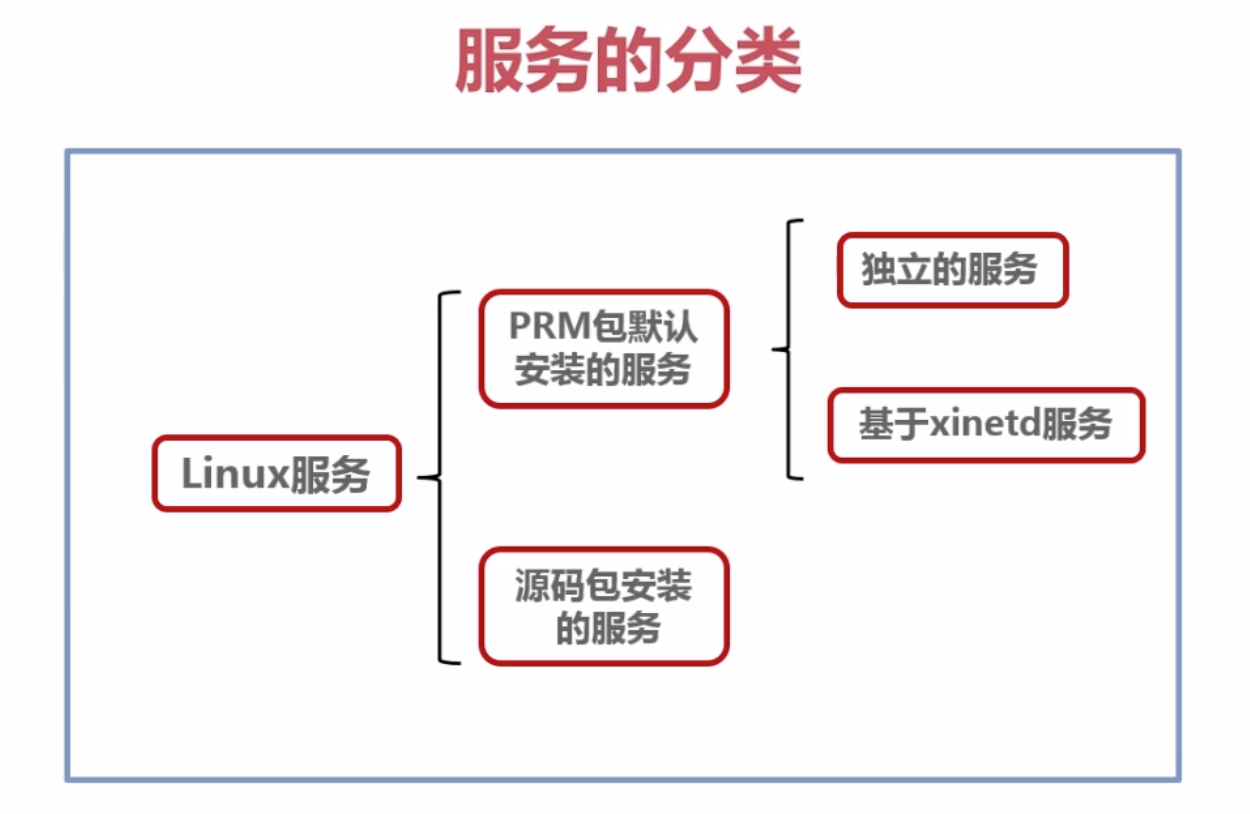 服务的分类
独立的服务
PRM包默认
安装的服务
基于xinetd服务
Linux服务
源码包安装
的服务